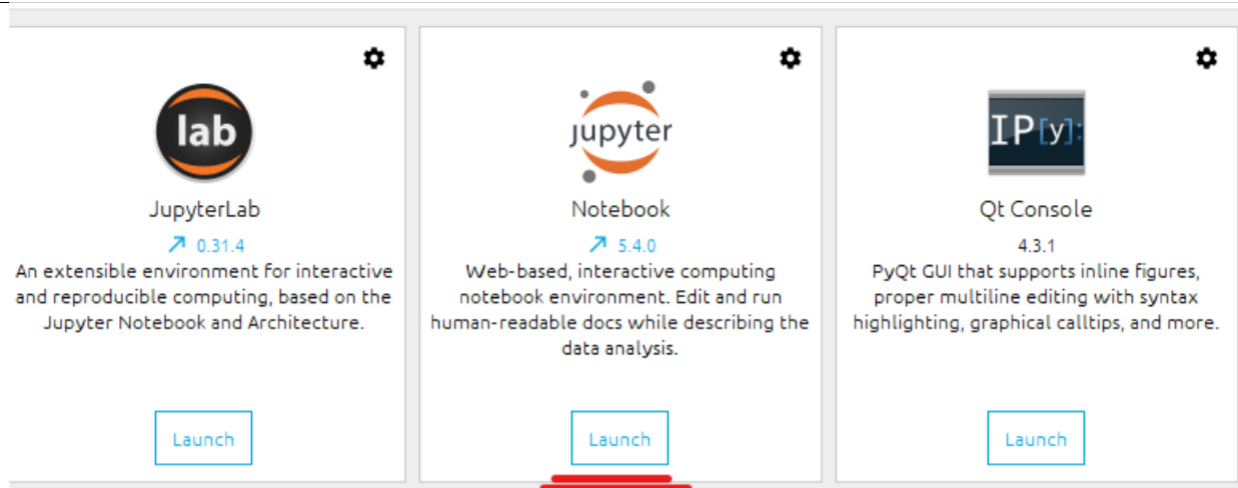 lab
JupyterLab
0.31.4
An extensible environment for interactive
and reproducible computing, based on the
Jupyter Notebook and Architecture.
Launch
jupyter
Notebook
5.4.0
Web-based, interactive computing
notebook environment. Edit and run
human-readable docs while describing the
data analysis.
Launch
IP[y]:
Qt Console
4.3.1
PyQt GUI that supports inline figures,
proper multiline editing with syntax
highlighting, graphical calltips, and more.
Launch